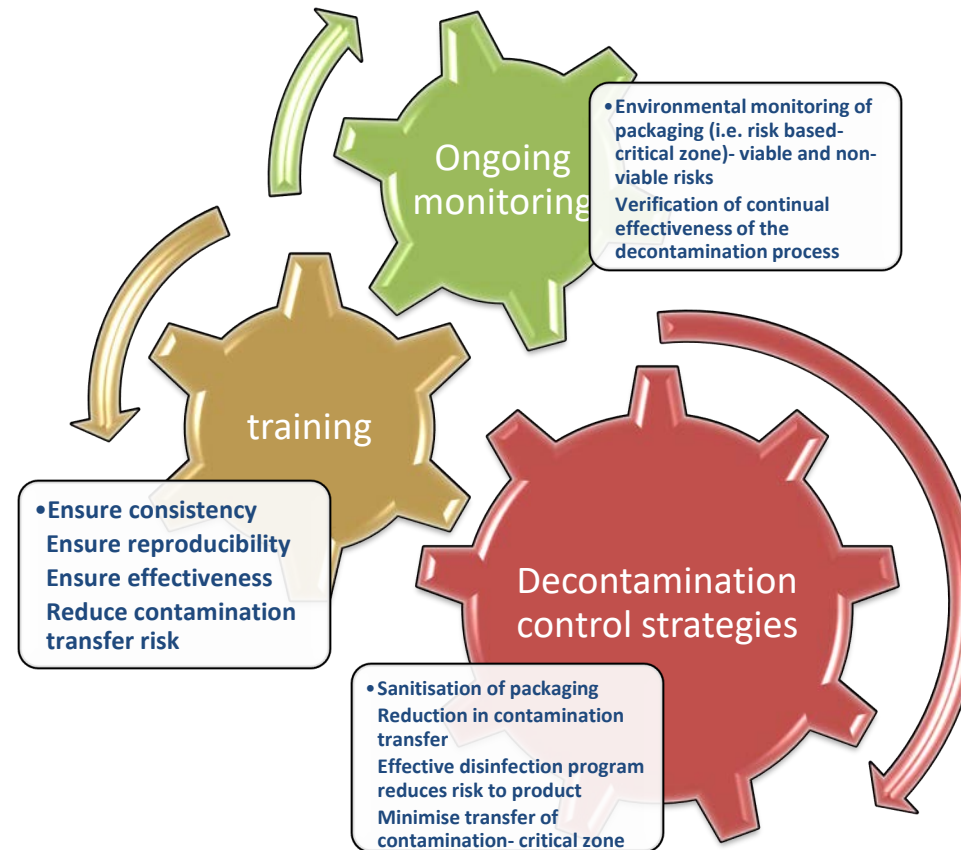 Ongoing
monitoring
•Environmental monitoring of
packaging (i.e. risk based-
critical zone)- viable and non-
viable risks
Verification of continual
effectiveness of the
decontamination process
training
•Ensure consistency
Ensure reproducibility
Ensure effectiveness
Reduce contamination
transfer risk
Decontamination
control strategies
•Sanitisation of packaging
Reduction in contamination
transfer
Effective disinfection program
reduces risk to product
Minimise transfer of
contamination- critical zone